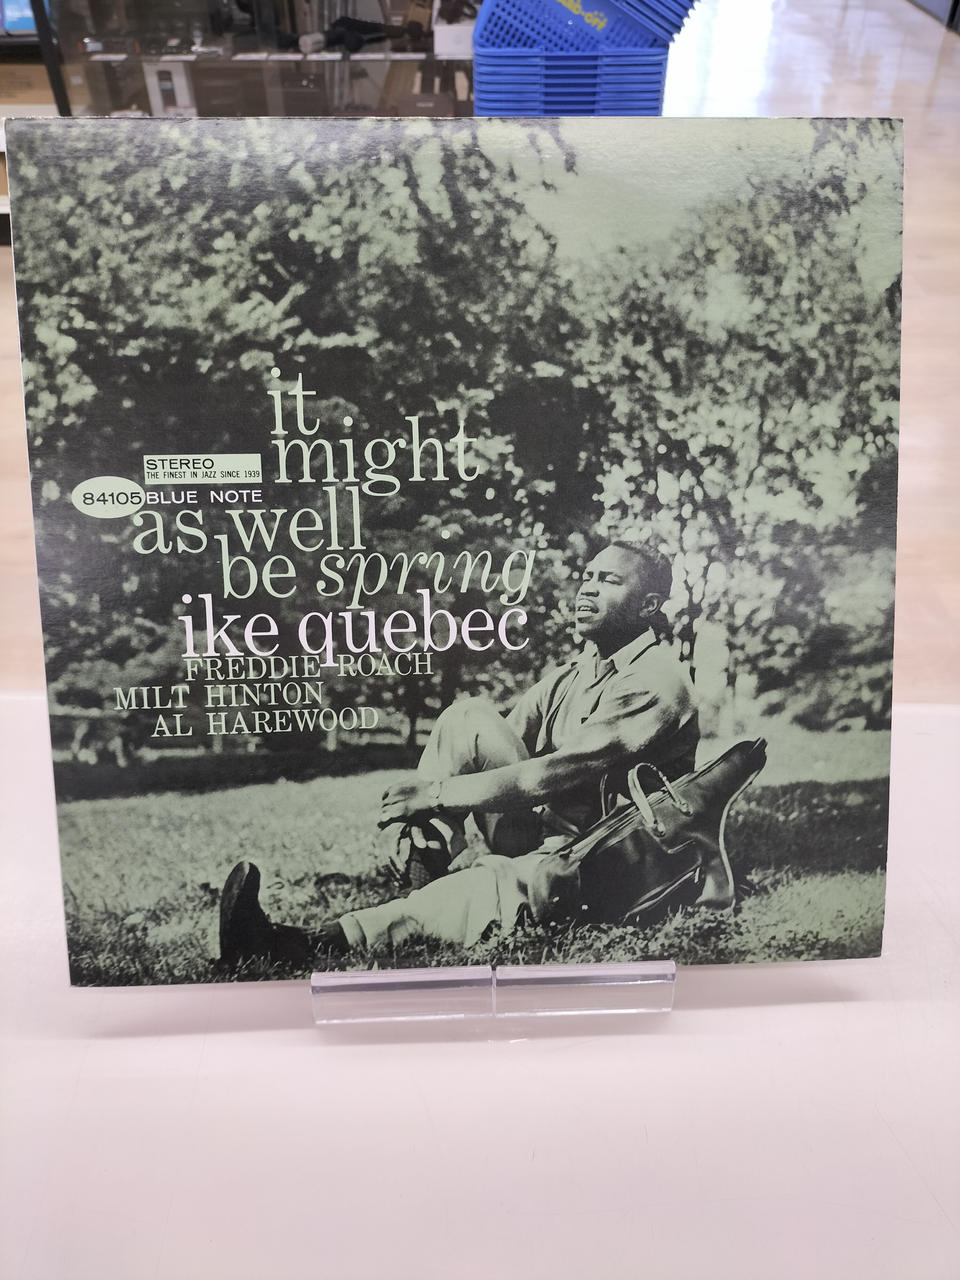 it
might
STEREO
THE FINEST IN JAZZ SINCE 1939
84105 BLUE NOTE
as well
be spring
ike quebec
FREDDIE ROACH
MILT HINTON
AL HAREWOOD